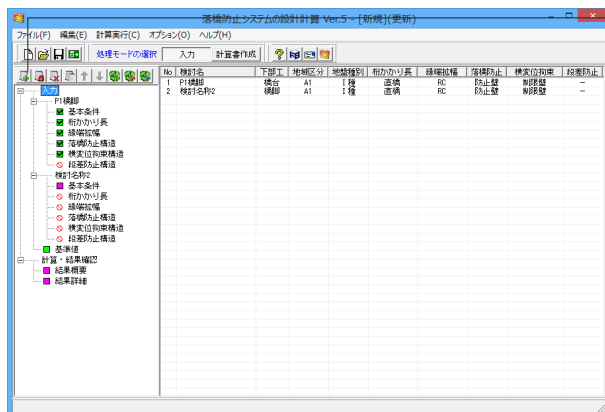 落橋防止システムの設計計算 Ver.5 - [新規](更新)
ファイル(F) 編集(E) 計算実行(C) オプション(O) ヘルプ(H)
処理モードの選択 入力 計算書作成
No 検討名 下部工 地域区分 地盤種別 桁かかり長 縁端拡幅 落橋防止 横変位拘束 段差防止
1 P1橋脚 橋台 A1 Ⅰ種 直橋 RC 防止壁 制限壁 −
2 検討名称2 橋脚 A1 Ⅰ種 直橋 RC 防止壁 制限壁 −
入力
P1橋脚
基本条件
桁かかり長
縁端拡幅
落橋防止構造
横変位拘束構造
段差防止構造
検討名称2
基本条件
桁かかり長
縁端拡幅
落橋防止構造
横変位拘束構造
段差防止構造
基準値
計算・結果確認
結果概要
結果詳細